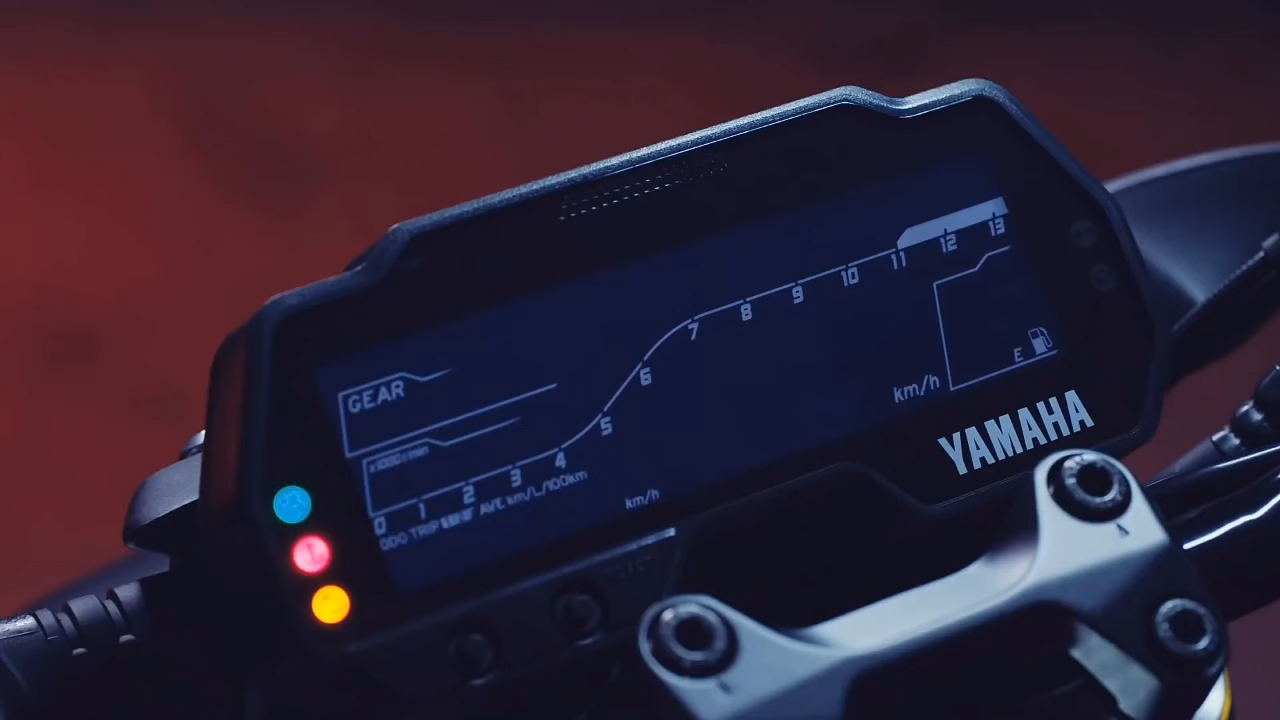 GEAR
x1000r/min
0 1 2 3 4 5 6 7 8 9 10 11 12 13
ODO TRIP AVE km/L/100km
km/h
km/h
E
YAMAHA